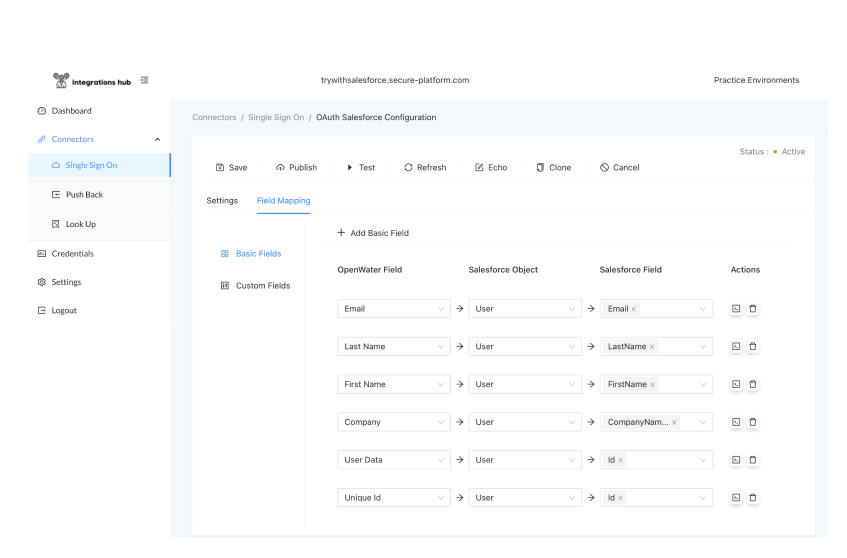 integrations hub
trywithsalesforce.secure-platform.com
Practice Environments
Dashboard
Connectors
Single Sign On
Push Back
Look Up
Credentials
Settings
Logout
Connectors / Single Sign On / OAuth Salesforce Configuration
Status : Active
Save Publish Test Refresh Echo Clone Cancel
Settings Field Mapping
Basic Fields
Custom Fields
+ Add Basic Field
OpenWater Field Salesforce Object Salesforce Field Actions
Email → User → Email ×
Last Name → User → LastName ×
First Name → User → FirstName ×
Company → User → CompanyNam... ×
User Data → User → Id ×
Unique Id → User → Id ×